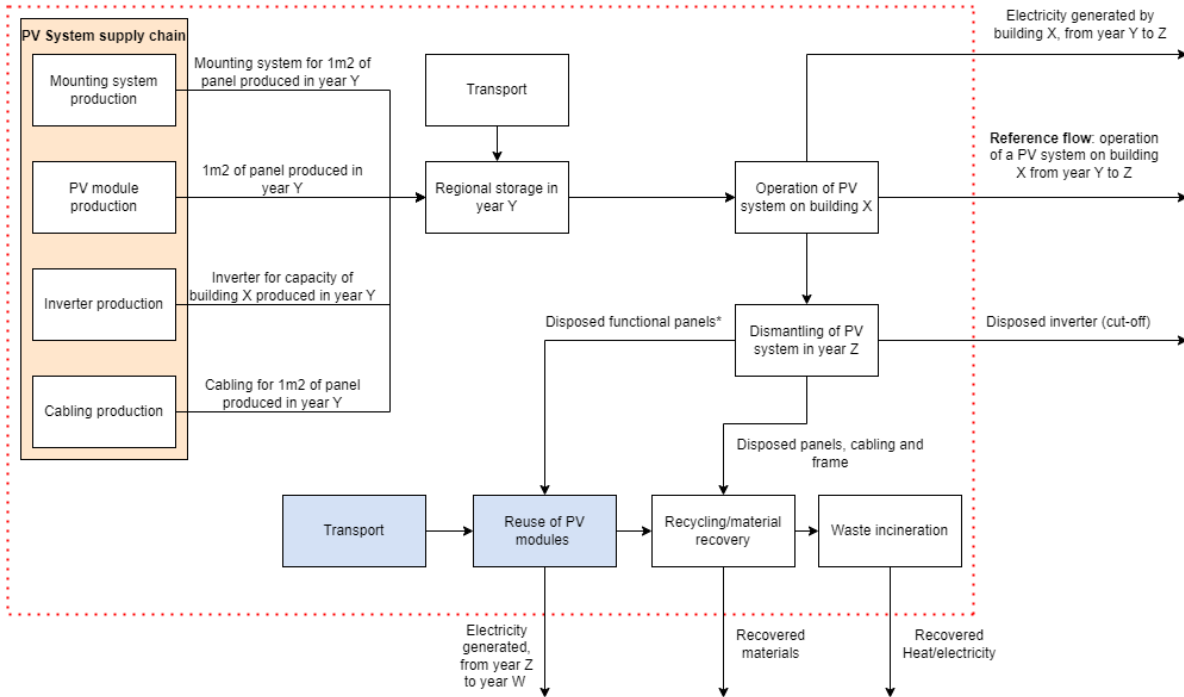 PV System supply chain
Mounting system
production
Mounting system for 1m2 of
panel produced in year Y
PV module
production
1m2 of panel produced in
year Y
Inverter production
Inverter for capacity of
building X produced in year Y
Cabling production
Cabling for 1m2 of panel
produced in year Y
Transport
Regional storage in
year Y
Operation of PV
system on building X
Electricity generated by
building X, from year Y to Z
Reference flow: operation
of a PV system on building
X from year Y to Z
Disposed functional panels*
Dismantling of PV
system in year Z
Disposed inverter (cut-off)
Disposed panels, cabling and
frame
Transport
Reuse of PV
modules
Recycling/material
recovery
Waste incineration
Electricity
generated,
from year Z
to year W
Recovered
materials
Recovered
Heat/electricity